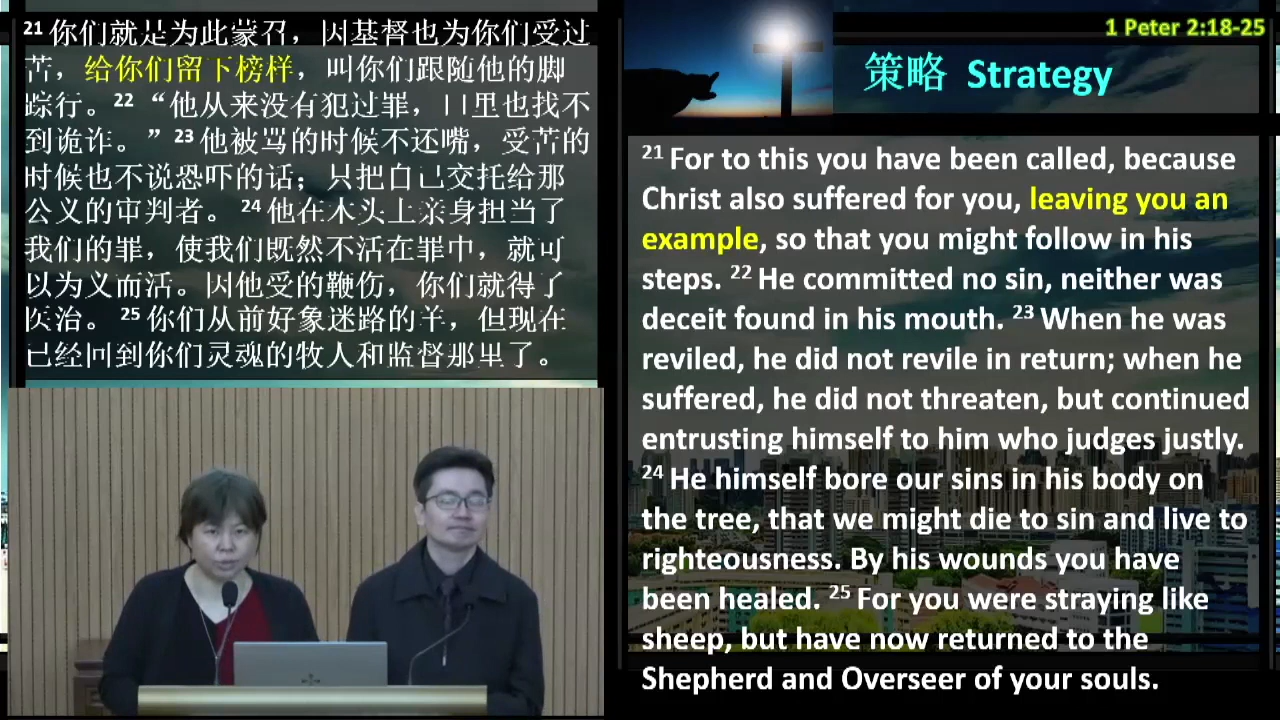 21 你们就是为此蒙召，因基督也为你们受过
苦，给你们留下榜样，叫你们跟随他的脚
踪行。 22 “他从来没有犯过罪，口里也找不
到诡诈。” 23 他被骂的时候不还嘴，受苦的
时候也不说恐吓的话；只把自己交托给那
公义的审判者。 24 他在木头上亲身担当了
我们的罪，使我们既然不活在罪中，就可
以为义而活。因他受的鞭伤，你们就得了
医治。 25 你们从前好象迷路的羊，但现在
已经回到你们灵魂的牧人和监督那里了。
1 Peter 2:18-25
策略 Strategy
21 For to this you have been called, because
Christ also suffered for you, leaving you an
example, so that you might follow in his
steps. 22 He committed no sin, neither was
deceit found in his mouth. 23 When he was
reviled, he did not revile in return; when he
suffered, he did not threaten, but continued
entrusting himself to him who judges justly.
24 He himself bore our sins in his body on
the tree, that we might die to sin and live to
righteousness. By his wounds you have
been healed. 25 For you were straying like
sheep, but have now returned to the
Shepherd and Overseer of your souls.